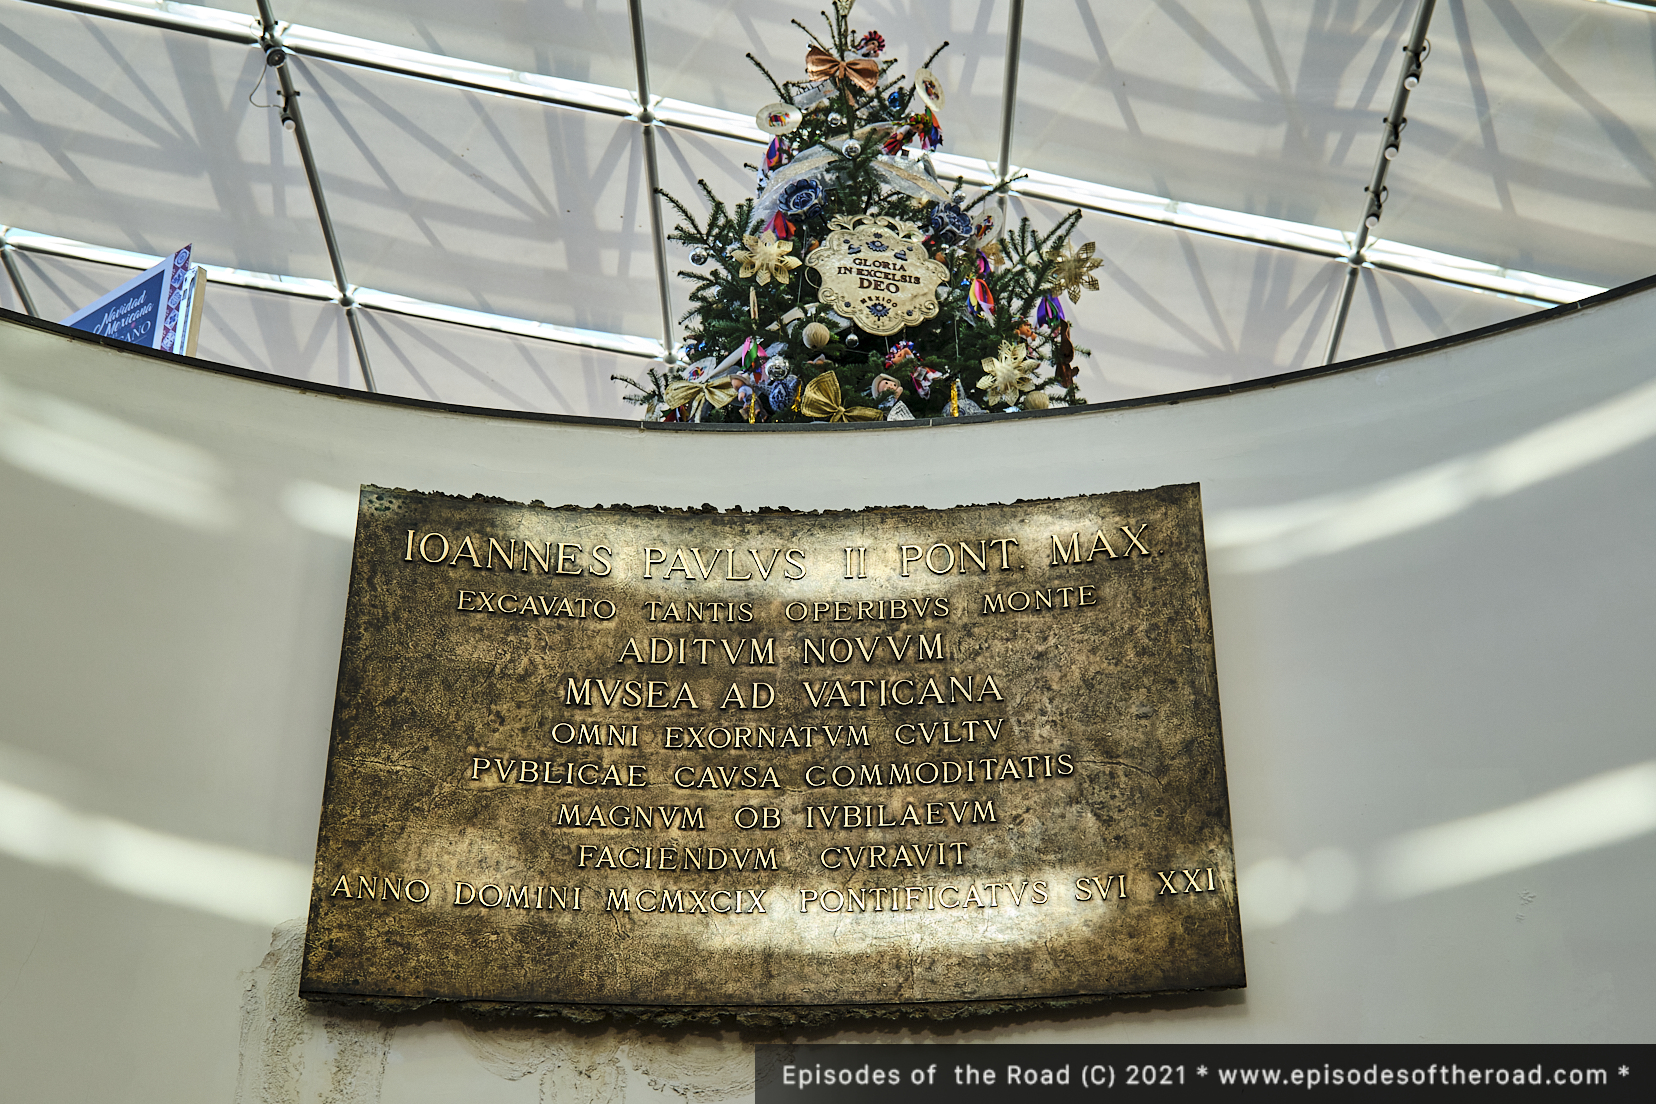 GLORIA
IN EXCELSIS
DEO
MEXICO
Navidad
Mexicana
IOANNES PAVLVS II PONT. MAX.
EXCAVATO TANTIS OPERIBVS MONTE
ADITVM NOVVM
MVSEA AD VATICANA
OMNI EXORNATVM CVLTV
PVBLICAE CAVSA COMMODITATIS
MAGNVM OB IVBILAEVM
FACIENDVM CVRAVIT
ANNO DOMINI MCMXCIX PONTIFICATVS SVI XXI
Episodes of the Road (C) 2021 * www.episodesoftheroad.com *